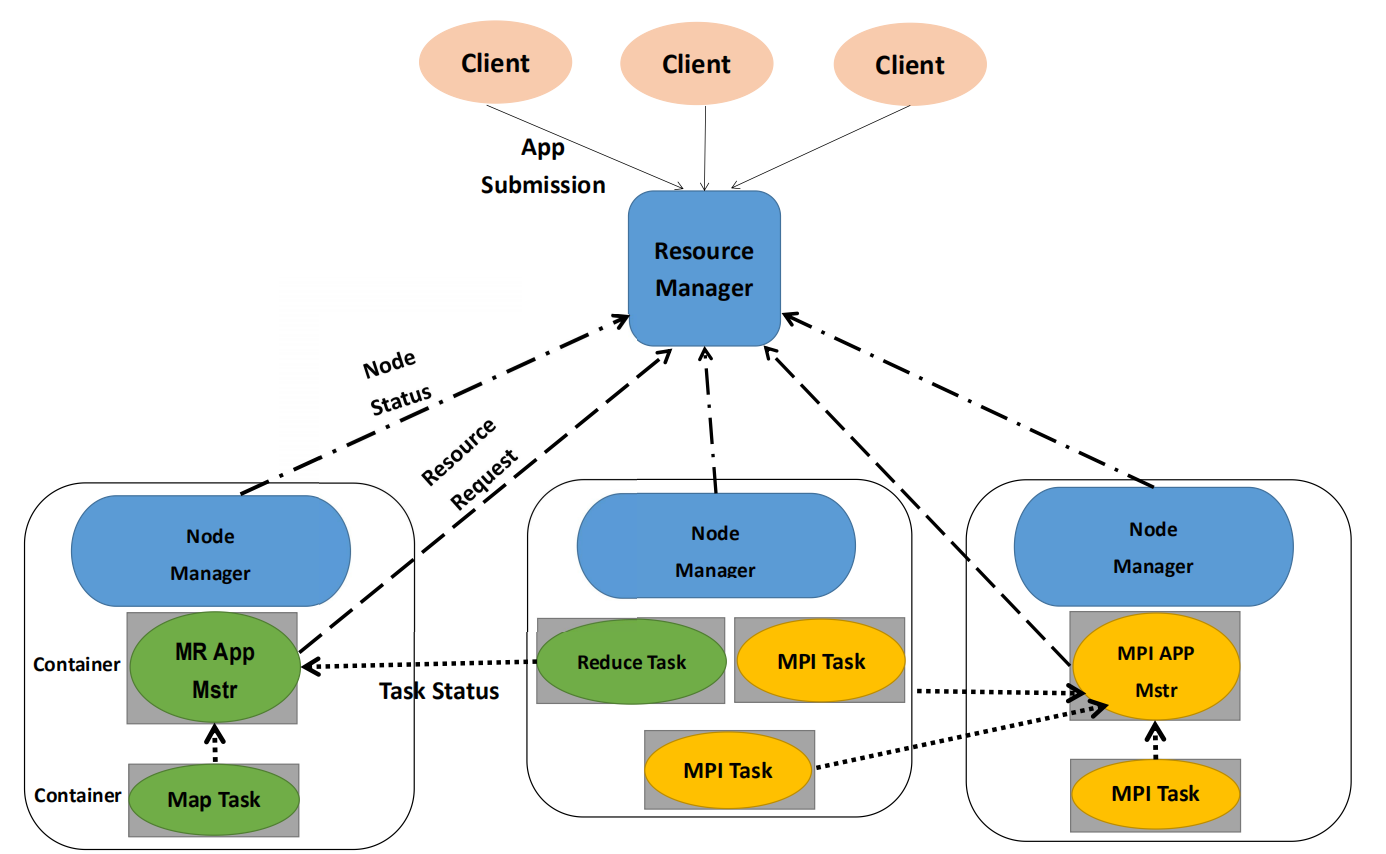 Client
Client
Client
App
Submission
Resource
Manager
Node
Status
Resource
Request
Node
Manager
Node
Manager
Node
Manager
Container
MR App
Mstr
Task Status
Reduce Task
MPI Task
MPI APP
Mstr
Container
Map Task
MPI Task
MPI Task